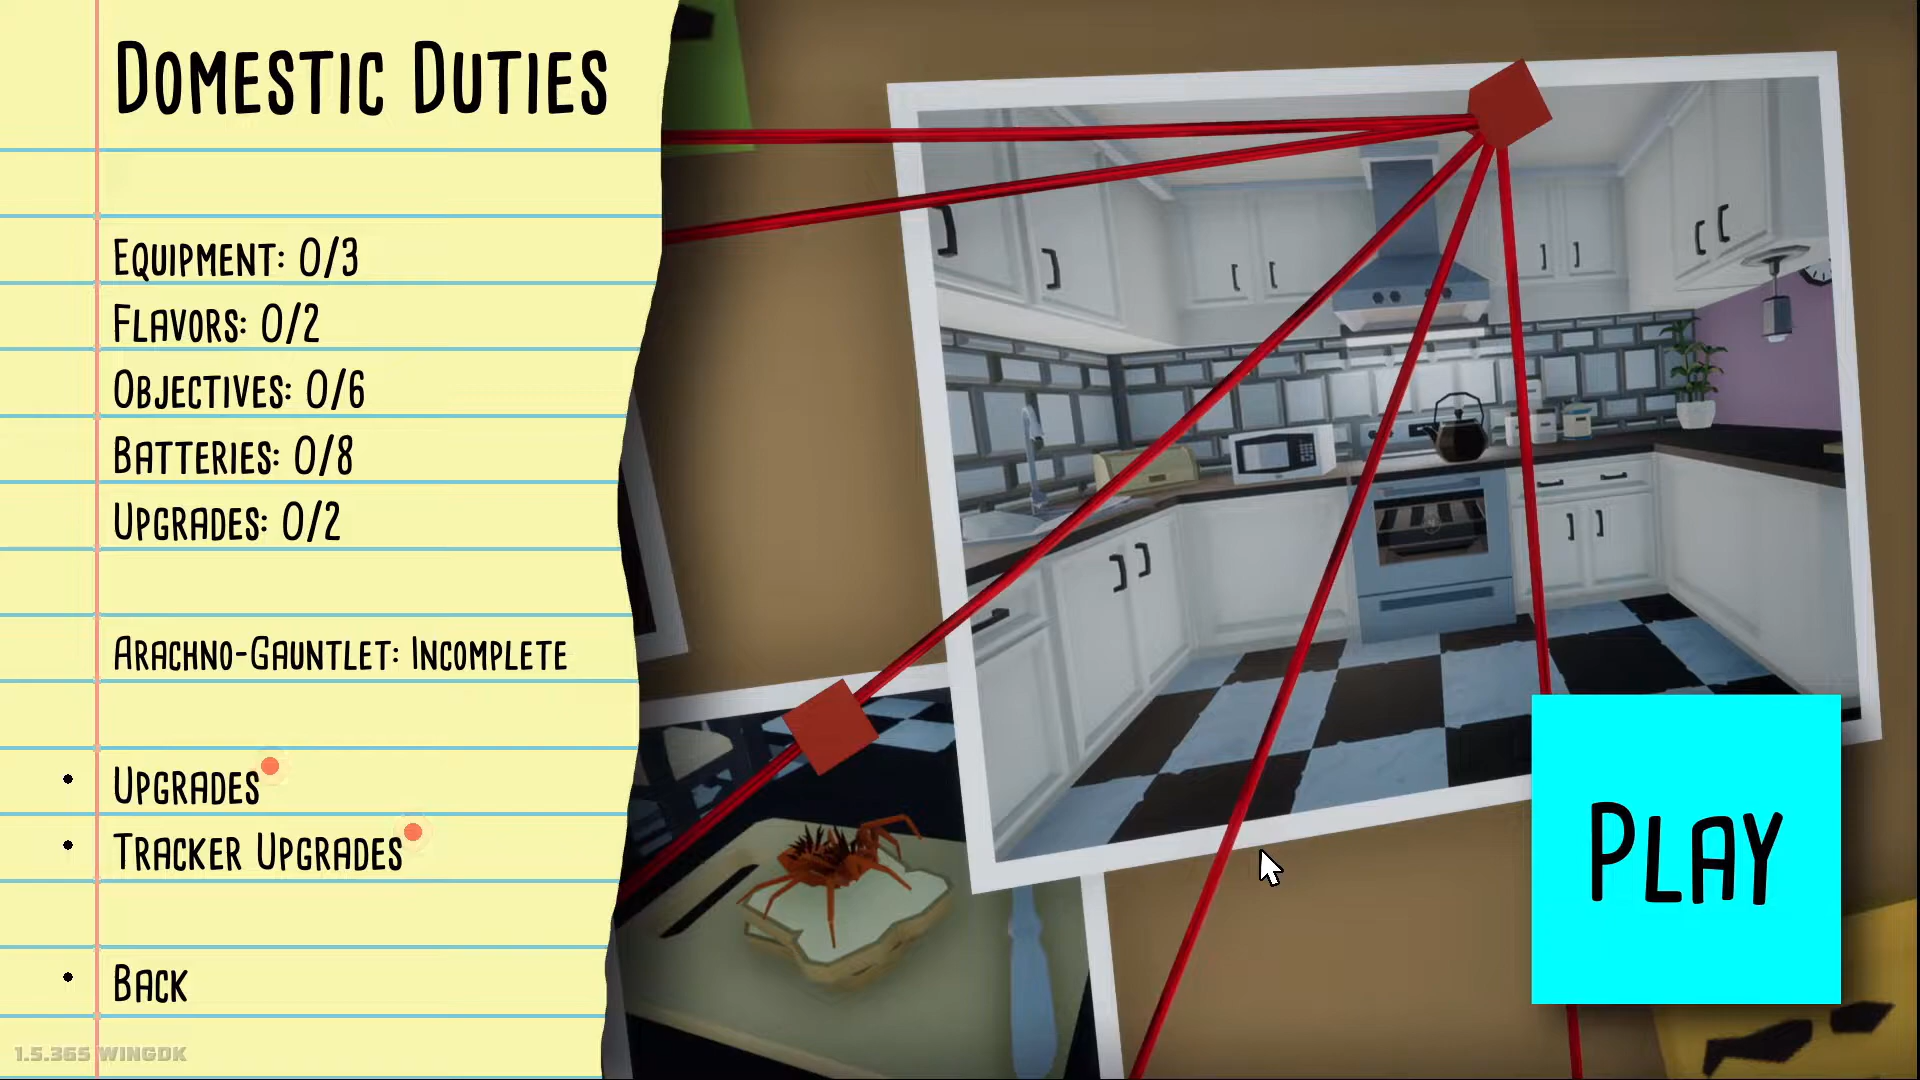 Domestic Duties
Equipment: 0/3
Flavors: 0/2
Objectives: 0/6
Batteries: 0/8
Upgrades: 0/2
Arachno-Gauntlet: Incomplete
• Upgrades
• Tracker Upgrades
• Back
Play
1.5.365 WINGDK